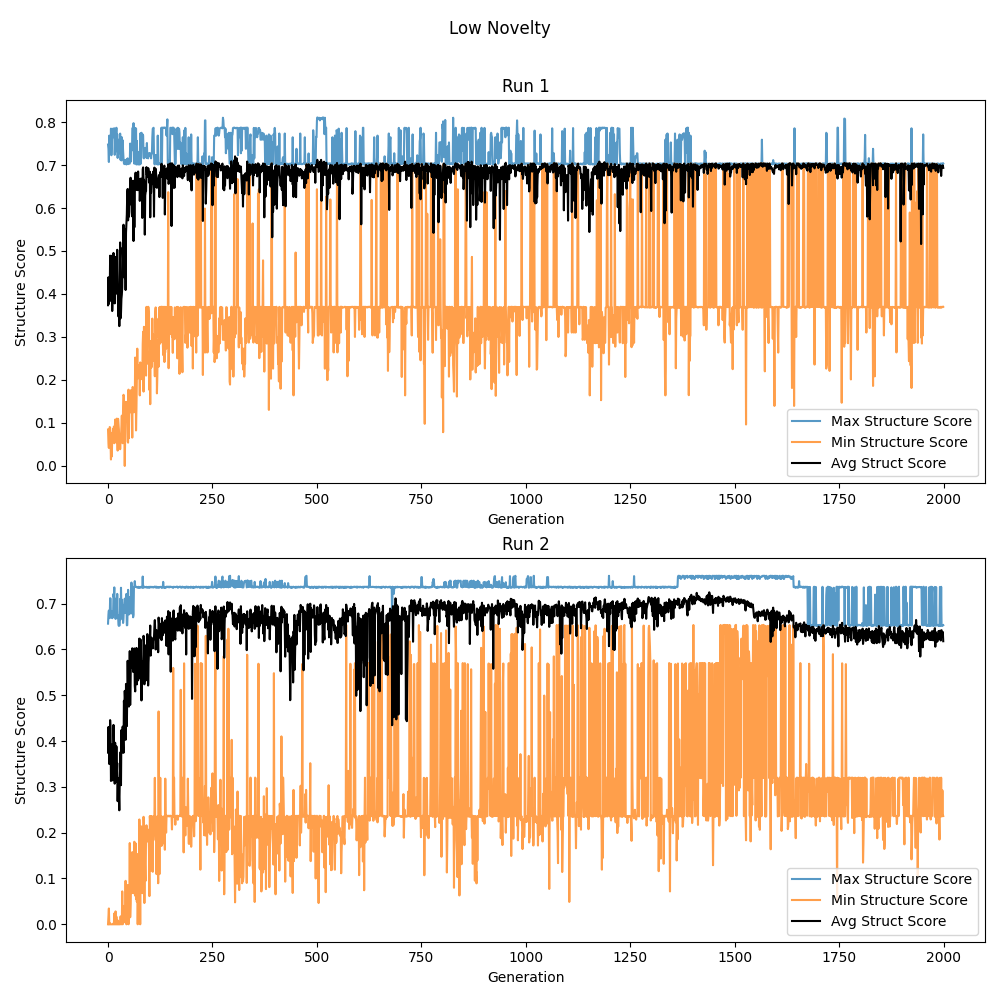 Low Novelty
Run 1
Structure Score
0.8
0.7
0.6
0.5
0.4
0.3
0.2
0.1
0.0
Max Structure Score
Min Structure Score
Avg Struct Score
0 250 500 750 1000 1250 1500 1750 2000
Generation
Run 2
Structure Score
0.7
0.6
0.5
0.4
0.3
0.2
0.1
0.0
Max Structure Score
Min Structure Score
Avg Struct Score
0 250 500 750 1000 1250 1500 1750 2000
Generation